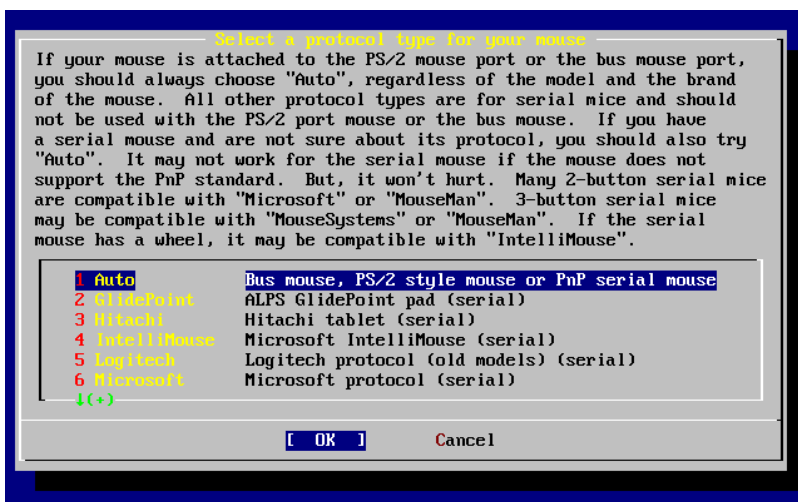 Select a protocol type for your mouse
If your mouse is attached to the PS/2 mouse port or the bus mouse port,
you should always choose "Auto", regardless of the model and the brand
of the mouse.  All other protocol types are for serial mice and should
not be used with the PS/2 port mouse or the bus mouse.  If you have
a serial mouse and are not sure about its protocol, you should also try
"Auto".  It may not work for the serial mouse if the mouse does not
support the PnP standard.  But, it won't hurt.  Many 2-button serial mice
are compatible with "Microsoft" or "MouseMan".  3-button serial mice
may be compatible with "MouseSystems" or "MouseMan".  If the serial
mouse has a wheel, it may be compatible with "IntelliMouse".
1 Auto Bus mouse, PS/2 style mouse or PnP serial mouse
2 GlidePoint ALPS GlidePoint pad (serial)
3 Hitachi Hitachi tablet (serial)
4 IntelliMouse Microsoft IntelliMouse (serial)
5 Logitech Logitech protocol (old models) (serial)
6 Microsoft Microsoft protocol (serial)
↓(+)
[ OK ] Cancel